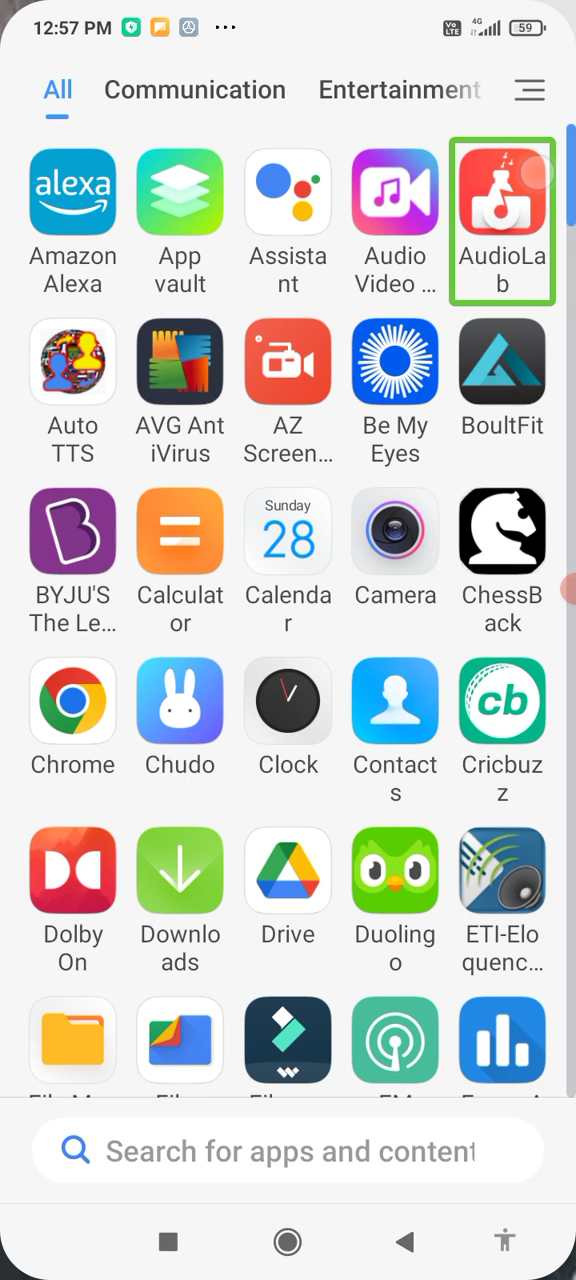 12:57 PM
Vo LTE 4G 59
All Communication Entertainment
alexa
Amazon Alexa
App vault
Assista nt
Audio Video ...
AudioLa b
Auto TTS
AVG Ant iVirus
AZ Screen...
Be My Eyes
BoultFit
Sunday
28
BYJU'S The Le...
Calculat or
Calenda r
Camera
ChessB ack
cb
Chrome
Chudo
Clock
Contact s
Cricbuz z
Dolby On
Downlo ads
Drive
Duoling o
ETI-Elo quenc...
Search for apps and content